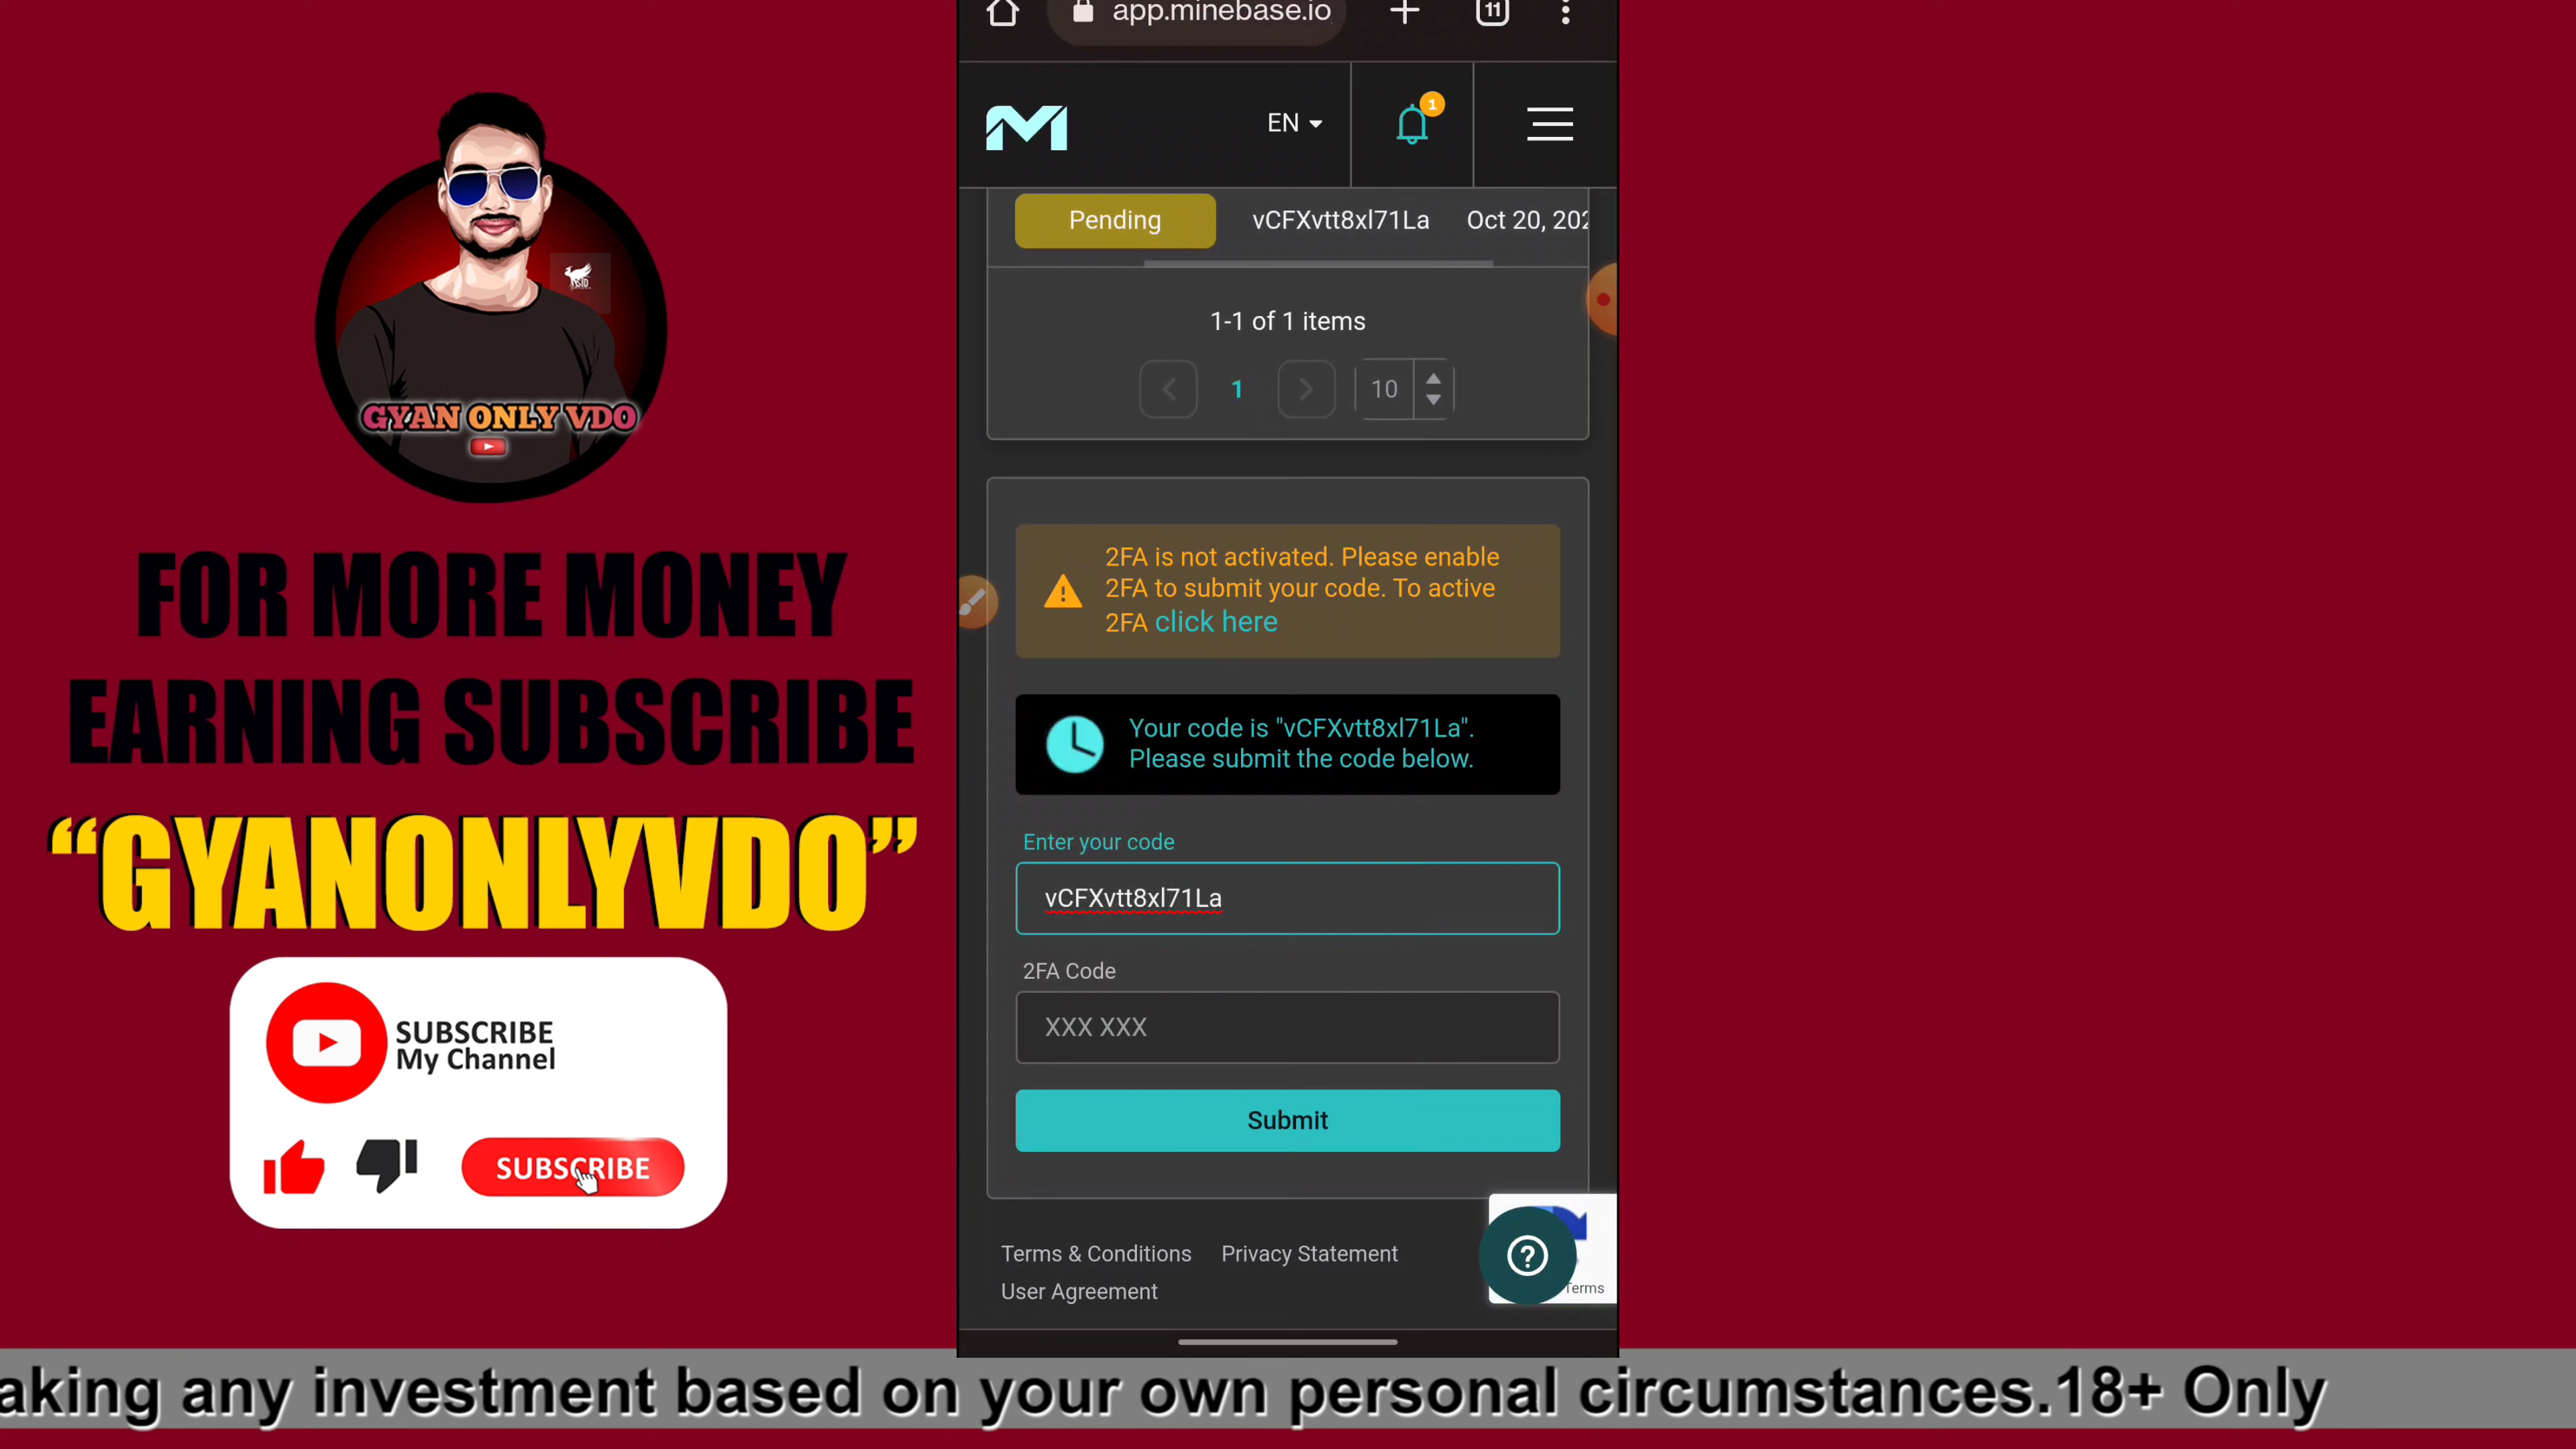 GYAN ONLY VDO
FOR MORE MONEY
EARNING SUBSCRIBE
“GYANONLYVDO”
SUBSCRIBE
My Channel
SUBSCRIBE
app.minebase.io
11
EN
1
Pending vCFXvtt8xl71La Oct 20, 202
1-1 of 1 items
1 10
2FA is not activated. Please enable
2FA to submit your code. To active
2FA click here
Your code is "vCFXvtt8xl71La".
Please submit the code below.
Enter your code
vCFXvtt8xl71La
2FA Code
XXX XXX
Submit
Terms & Conditions Privacy Statement
User Agreement
Terms
aking any investment based on your own personal circumstances.18+ Only